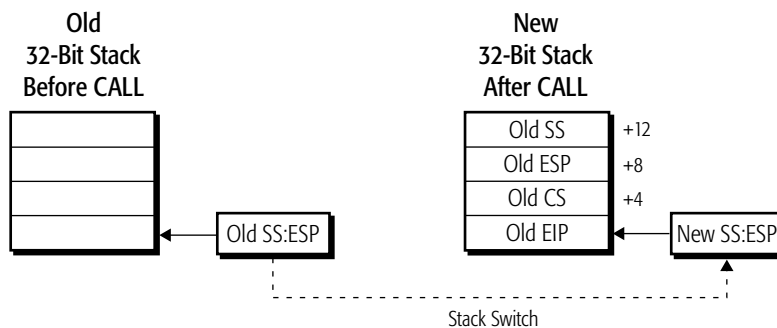 Old
32-Bit Stack
Before CALL
New
32-Bit Stack
After CALL
Old SS
+12
Old ESP
+8
Old CS
+4
Old SS:ESP
Old EIP
New SS:ESP
Stack Switch